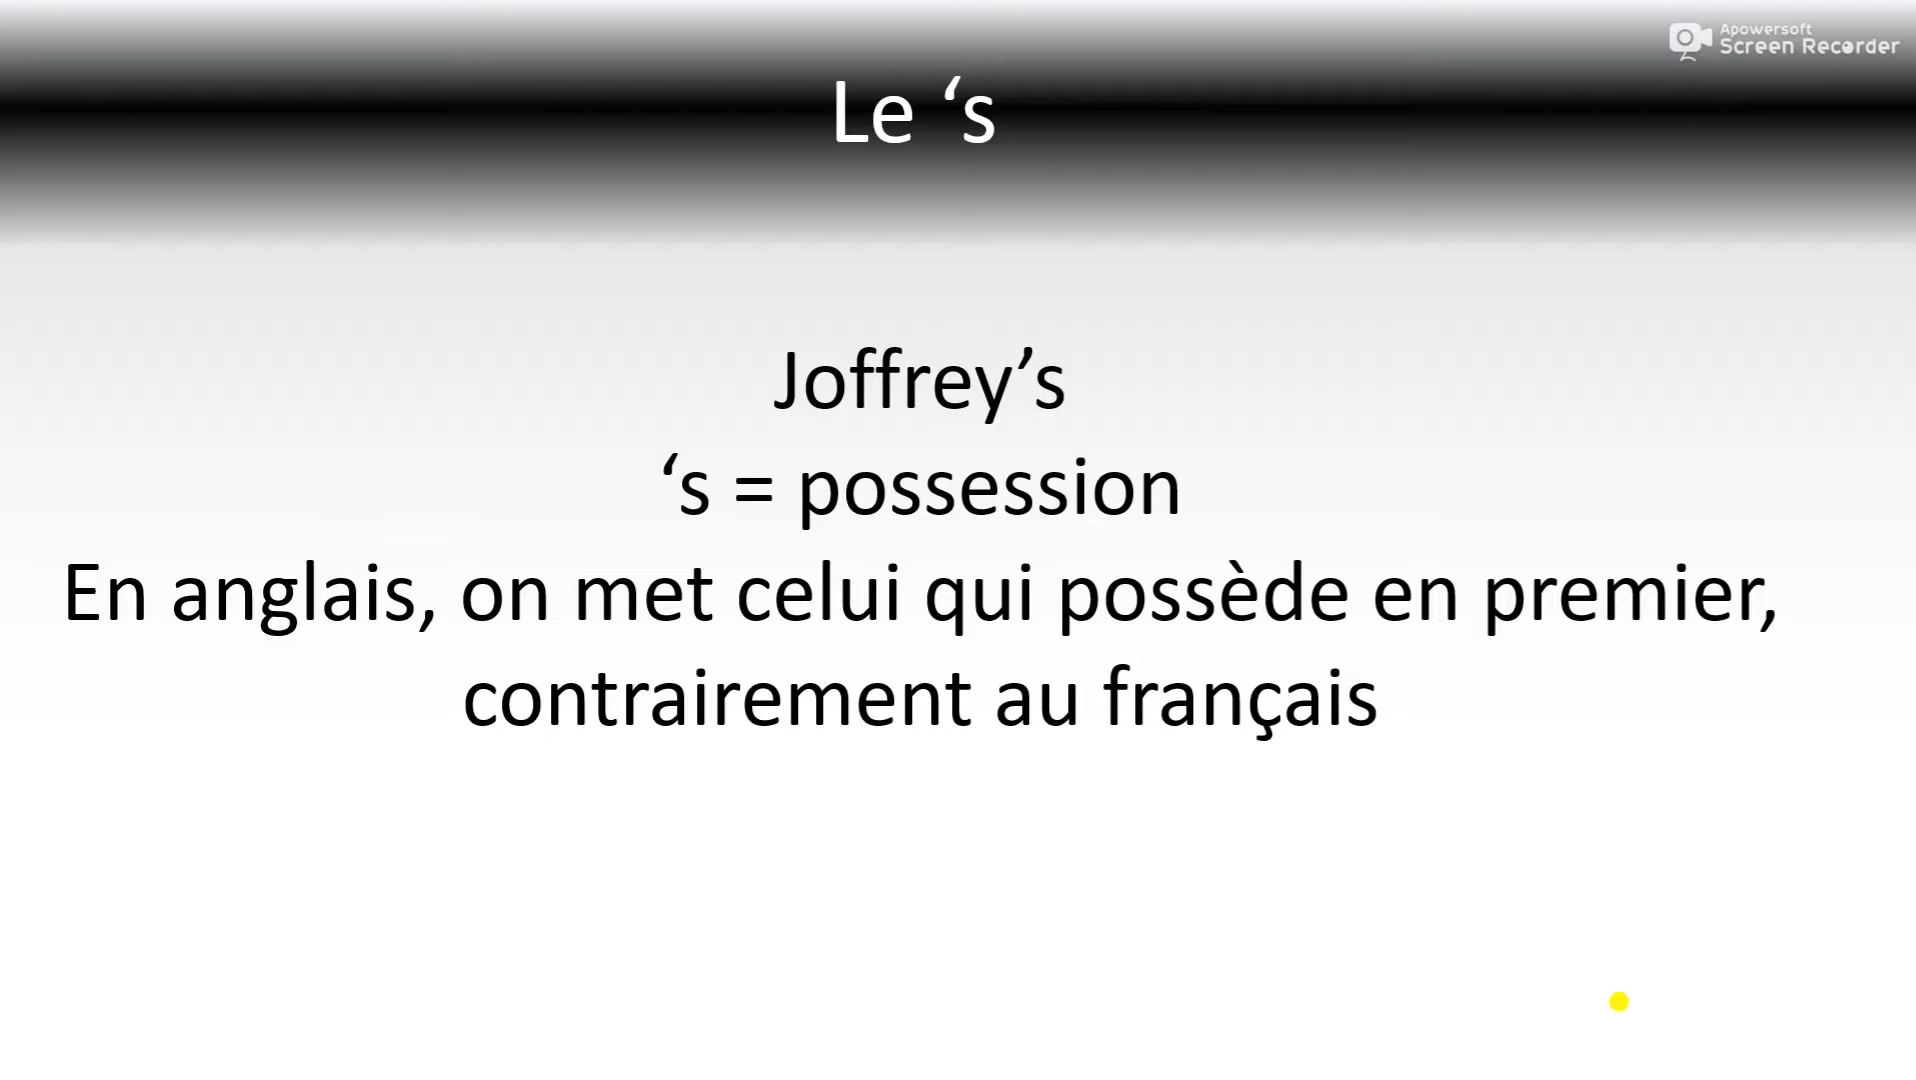 Apowersoft
Screen Recorder
Le ‘s
Joffrey’s
‘s = possession
En anglais, on met celui qui possède en premier,
contrairement au français